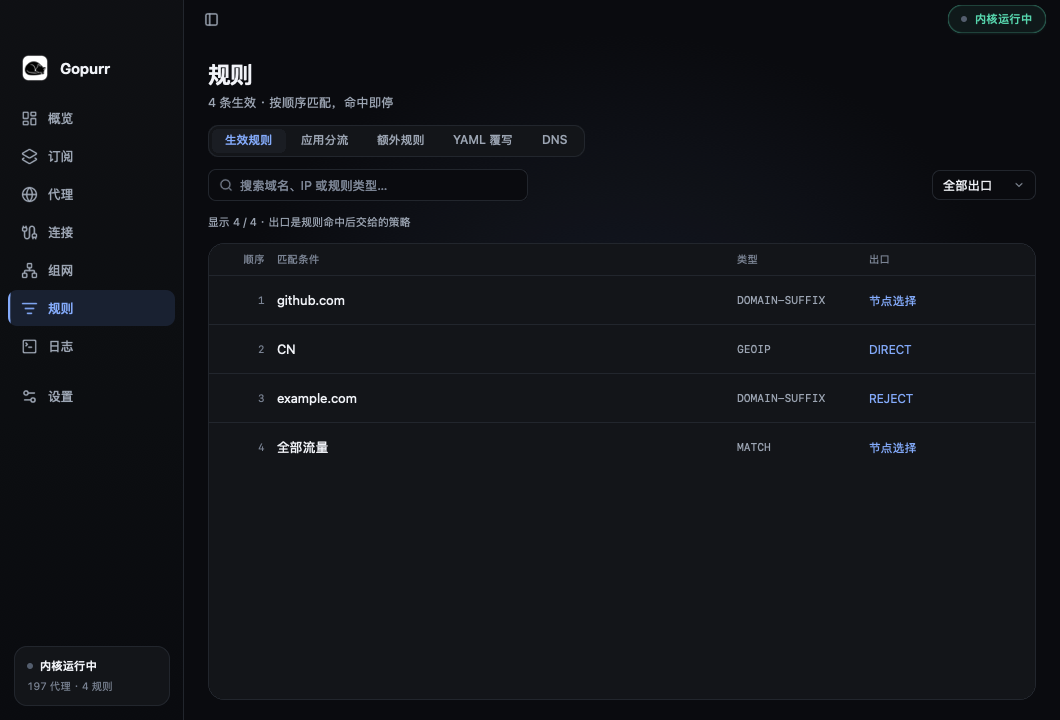 内核运行中
Gopurr
概览
订阅
代理
连接
组网
规则
日志
设置
内核运行中
197 代理 · 4 规则
规则
4 条生效 · 按顺序匹配，命中即停
生效规则 应用分流 额外规则 YAML 覆写 DNS
搜索域名、IP 或规则类型...
全部出口
显示 4 / 4 · 出口是规则命中后交给的策略
顺序 匹配条件 类型 出口
1 github.com DOMAIN-SUFFIX 节点选择
2 CN GEOIP DIRECT
3 example.com DOMAIN-SUFFIX REJECT
4 全部流量 MATCH 节点选择